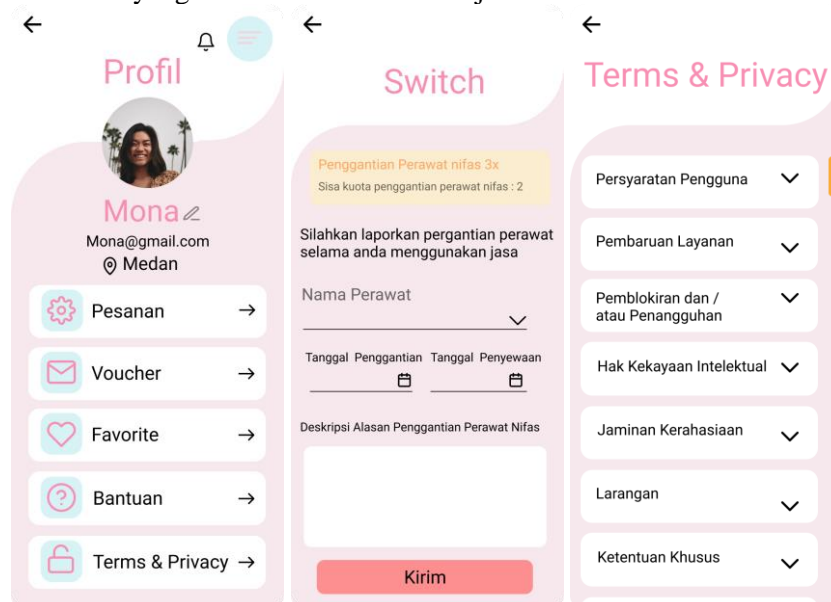 Profil
Mona
Mona@gmail.com
Medan
Pesanan
Voucher
Favorite
Bantuan
Terms & Privacy
Switch
Penggantian Perawat nifas 3x
Sisa kuota penggantian perawat nifas : 2
Silahkan laporkan pergantian perawat
selama anda menggunakan jasa
Nama Perawat
Tanggal Penggantian Tanggal Penyewaan
Deskripsi Alasan Penggantian Perawat Nifas
Kirim
Terms & Privacy
Persyaratan Pengguna
Pembaruan Layanan
Pemblokiran dan /
atau Penangguhan
Hak Kekayaan Intelektual
Jaminan Kerahasiaan
Larangan
Ketentuan Khusus